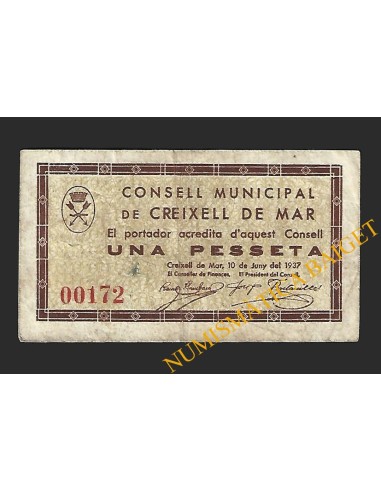 CONSELL MUNICIPAL
DE CREIXELL DE MAR
El portador acredita d'aquest Consell
UNA PESSETA
Creixell de Mar, 10 de Juny del 1937
El Conseller de Finances, El President del Consell,
00172
NUMISMATICA BAIGET